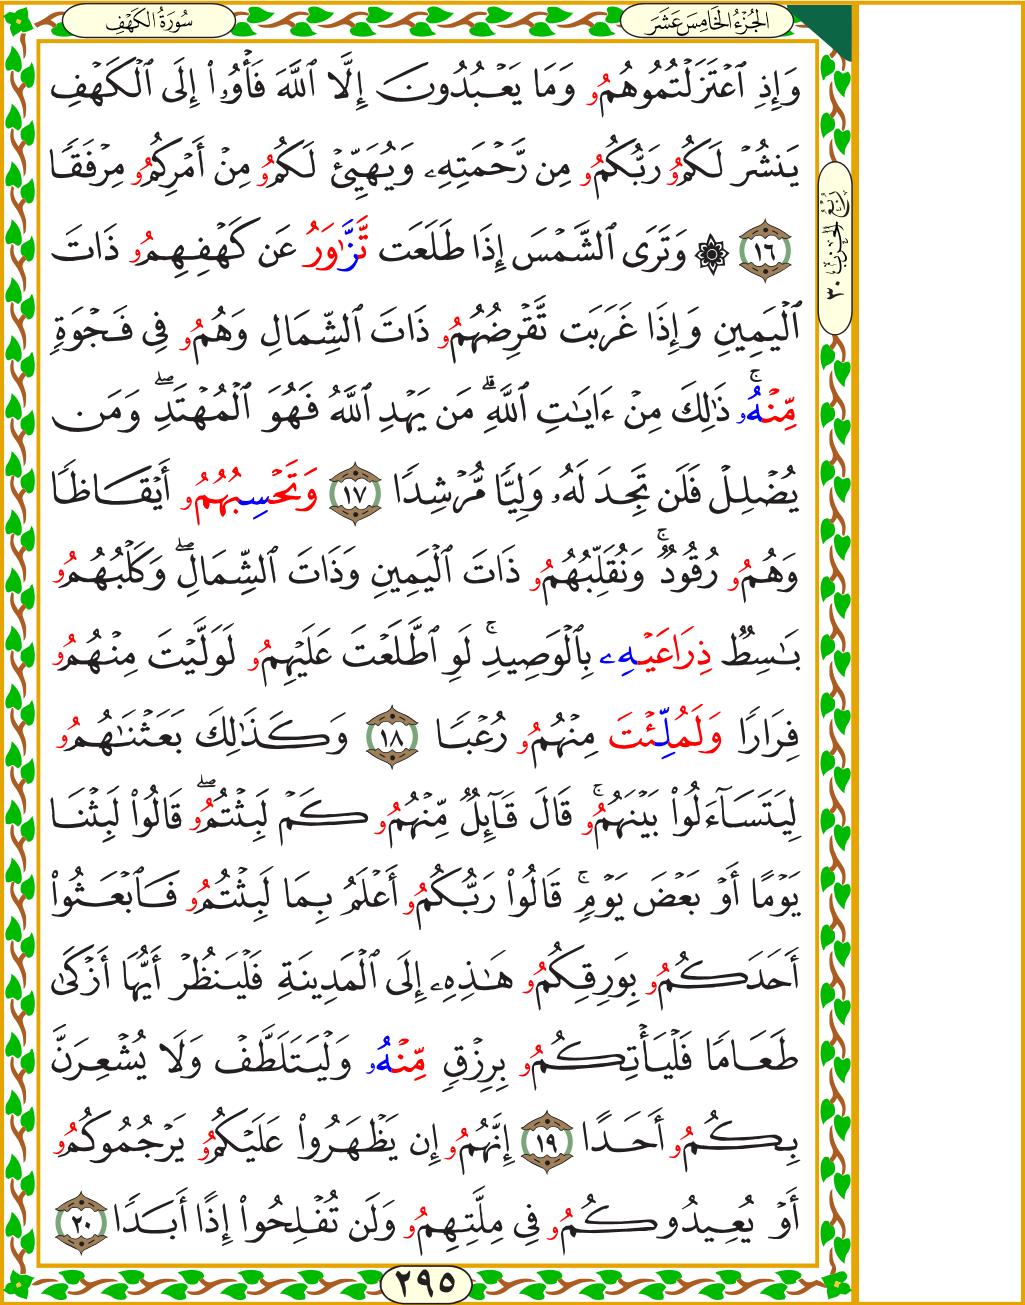 سُورَةُ الكَهْفِ
الجُزْءُ الخَامِسَ عَشَرَ
وَإِذِ ٱعۡتَزَلۡتُمُوهُمُۥ وَمَا يَعۡبُدُونَ إِلَّا ٱللَّهَ فَأۡوُۥٓاْ إِلَى ٱلۡكَهۡفِ
يَنشُرۡ لَكُمُۥ رَبُّكُمُۥ مِن رَّحۡمَتِهِۦ وَيُهَيِّئۡ لَكُمُۥ مِنۡ أَمۡرِكُمُۥ مِرۡفَقٗا
١٦ ۞ وَتَرَى ٱلشَّمۡسَ إِذَا طَلَعَت تَّزَّٰوَرُ عَن كَهۡفِهِمُۥ ذَاتَ
ٱلۡيَمِينِ وَإِذَا غَرَبَت تَّقۡرِضُهُمُۥ ذَاتَ ٱلشِّمَالِ وَهُمُۥ فِي فَجۡوَةٖ
مِّنۡهُۥۚ ذَٰلِكَ مِنۡ ءَايَٰتِ ٱللَّهِۗ مَن يَهۡدِ ٱللَّهُ فَهُوَ ٱلۡمُهۡتَدِۖ وَمَن
يُضۡلِلۡ فَلَن تَجِدَ لَهُۥ وَلِيّٗا مُّرۡشِدٗا ١٧ وَتَحۡسِبُهُمُۥ أَيۡقَاظٗا
وَهُمُۥ رُقُودٞۚ وَنُقَلِّبُهُمُۥ ذَاتَ ٱلۡيَمِينِ وَذَاتَ ٱلشِّمَالِۖ وَكَلۡبُهُمُۥ
بَٰسِطٞ ذِرَاعَيۡهِۦ بِٱلۡوَصِيدِۚ لَوِ ٱطَّلَعۡتَ عَلَيۡهِمُۥ لَوَلَّيۡتَ مِنۡهُمُۥ
فِرَارٗا وَلَمُلِّئۡتَ مِنۡهُمُۥ رُعۡبٗا ١٨ وَكَذَٰلِكَ بَعَثۡنَٰهُمُۥ
لِيَتَسَآءَلُواْ بَيۡنَهُمُۥۚ قَالَ قَآئِلٞ مِّنۡهُمُۥ كَمۡ لَبِثۡتُمُۥۖ قَالُواْ لَبِثۡنَا
يَوۡمًا أَوۡ بَعۡضَ يَوۡمٖۚ قَالُواْ رَبُّكُمُۥ أَعۡلَمُ بِمَا لَبِثۡتُمُۥ فَٱبۡعَثُواْ
أَحَدَكُمُۥ بِوَرِقِكُمُۥ هَٰذِهِۦ إِلَى ٱلۡمَدِينَةِ فَلۡيَنظُرۡ أَيُّهَا أَزۡكَىٰ
طَعَامٗا فَلۡيَأۡتِكُمُۥ بِرِزۡقٖ مِّنۡهُۥ وَلۡيَتَلَطَّفۡ وَلَا يُشۡعِرَنَّ
بِكُمُۥ أَحَدًا ١٩ إِنَّهُمُۥ إِن يَظۡهَرُواْ عَلَيۡكُمُۥ يَرۡجُمُوكُمُۥ
أَوۡ يُعِيدُوكُمُۥ فِي مِلَّتِهِمُۥ وَلَن تُفۡلِحُواْ إِذًا أَبَدٗا ٢٠
رُبْعُ الحِزْبِ ٣٠
٢٩٥